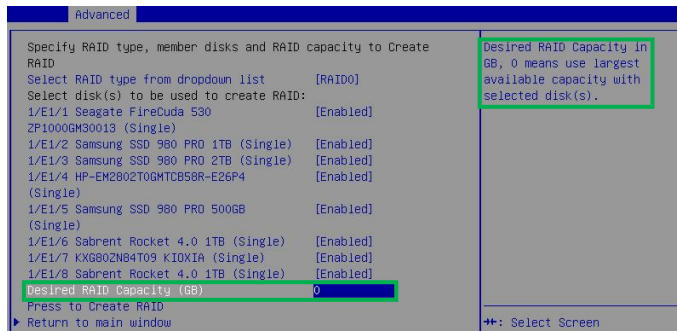 Advanced
Specify RAID type, member disks and RAID capacity to Create
RAID
Select RAID type from dropdown list [RAID0]
Select disk(s) to be used to create RAID:
1/E1/1 Seagate FireCuda 530 [Enabled]
ZP1000GM30013 (Single)
1/E1/2 Samsung SSD 980 PRO 1TB (Single) [Enabled]
1/E1/3 Samsung SSD 980 PRO 2TB (Single) [Enabled]
1/E1/4 HP-EM2802T0GMTCB58R-E26P4 [Enabled]
(Single)
1/E1/5 Samsung SSD 980 PRO 500GB [Enabled]
(Single)
1/E1/6 Sabrent Rocket 4.0 1TB (Single) [Enabled]
1/E1/7 KXG80ZN84T09 KIOXIA (Single) [Enabled]
1/E1/8 Sabrent Rocket 4.0 1TB (Single) [Enabled]
Desired RAID Capacity (GB) 0
Press to Create RAID
Return to main window
Desired RAID Capacity in
GB, 0 means use largest
available capacity with
selected disk(s).
: Select Screen